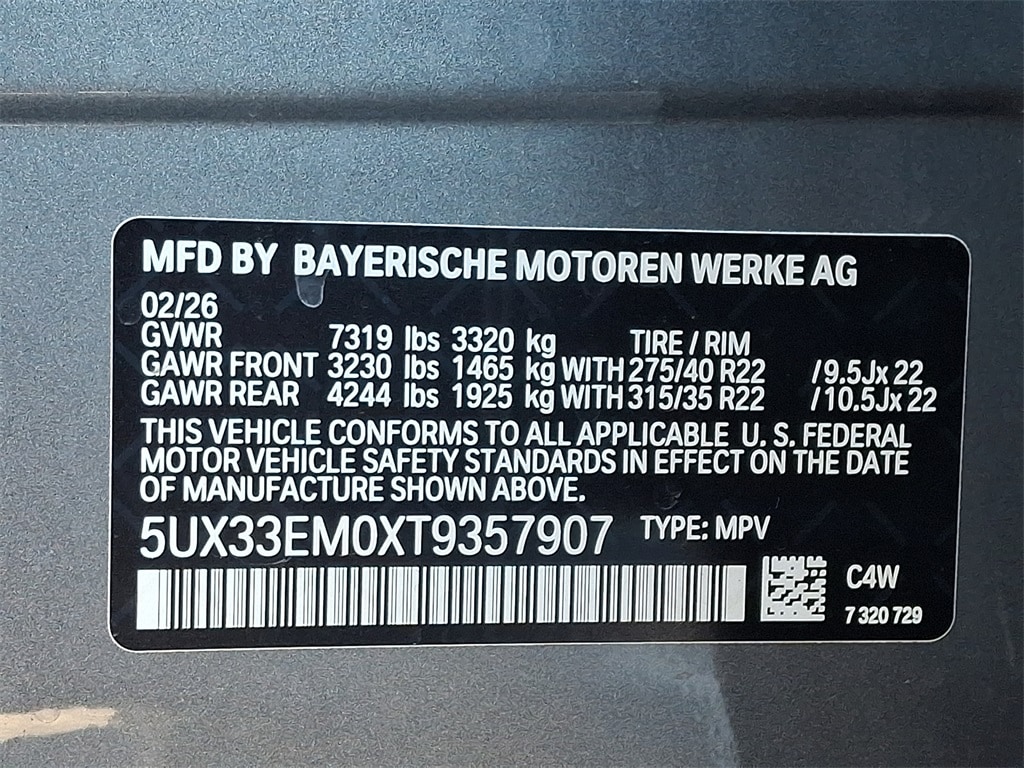 MFD BY BAYERISCHE MOTOREN WERKE AG
02/26
GVWR 7319 lbs 3320 kg TIRE / RIM
GAWR FRONT 3230 lbs 1465 kg WITH 275/40 R22 /9.5Jx 22
GAWR REAR 4244 lbs 1925 kg WITH 315/35 R22 /10.5Jx 22
THIS VEHICLE CONFORMS TO ALL APPLICABLE U. S. FEDERAL
MOTOR VEHICLE SAFETY STANDARDS IN EFFECT ON THE DATE
OF MANUFACTURE SHOWN ABOVE.
5UX33EM0XT9357907 TYPE: MPV
C4W
7 320 729